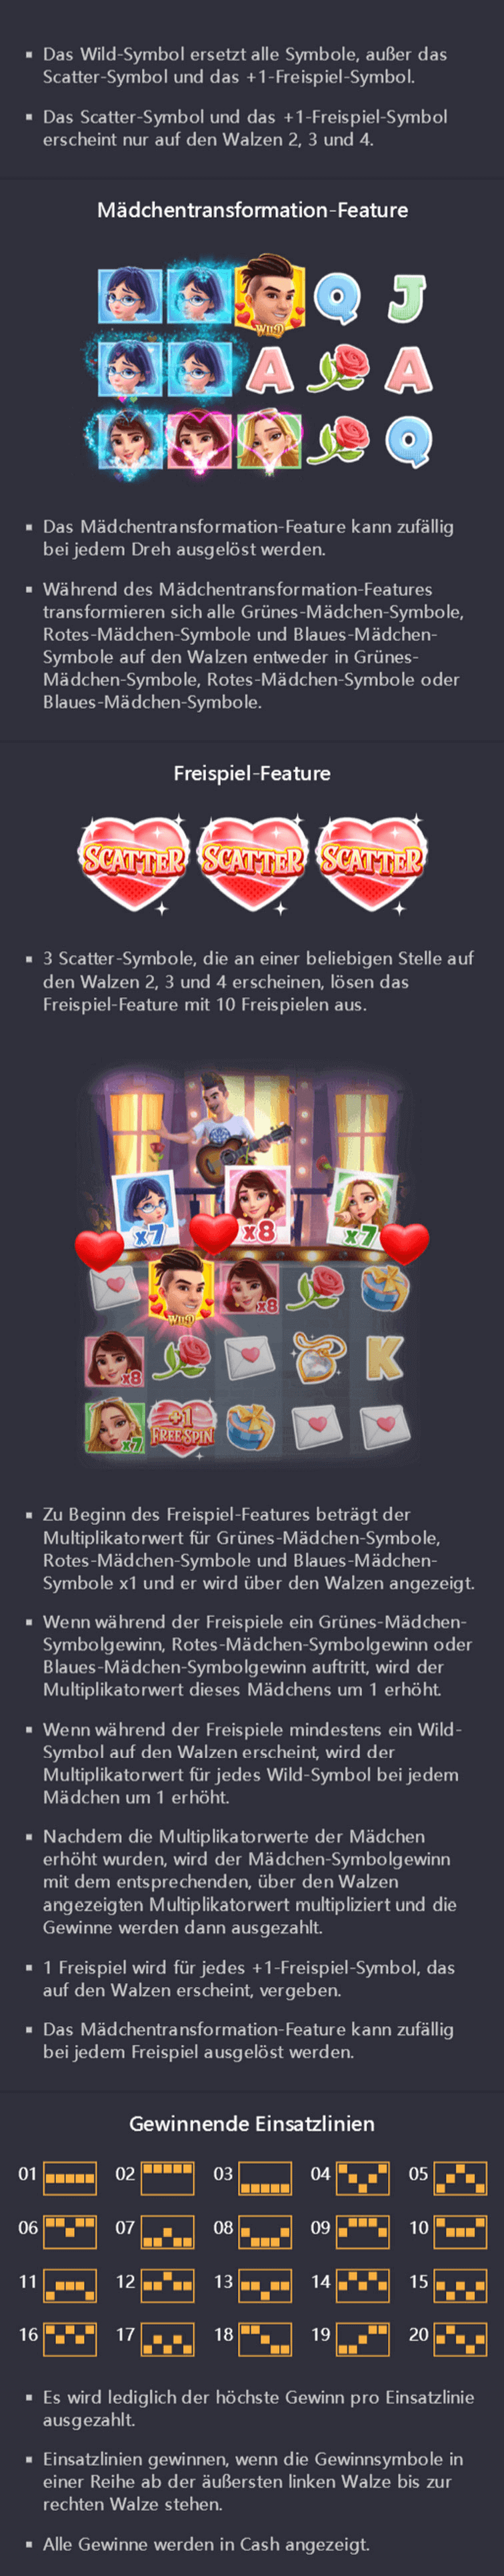 Das Wild-Symbol ersetzt alle Symbole, außer das
Scatter-Symbol und das +1-Freispiel-Symbol.
Das Scatter-Symbol und das +1-Freispiel-Symbol
erscheint nur auf den Walzen 2, 3 und 4.
Mädchentransformation-Feature
WILD Q J
A A
Q
Das Mädchentransformation-Feature kann zufällig
bei jedem Dreh ausgelöst werden.
Während des Mädchentransformation-Features
transformieren sich alle Grünes-Mädchen-Symbole,
Rotes-Mädchen-Symbole und Blaues-Mädchen-
Symbole auf den Walzen entweder in Grünes-
Mädchen-Symbole, Rotes-Mädchen-Symbole oder
Blaues-Mädchen-Symbole.
Freispiel-Feature
SCATTER SCATTER SCATTER
3 Scatter-Symbole, die an einer beliebigen Stelle auf
den Walzen 2, 3 und 4 erscheinen, lösen das
Freispiel-Feature mit 10 Freispielen aus.
x7 x8 x7
WILD x8
x8 K
x7 +1
FREE SPIN
Zu Beginn des Freispiel-Features beträgt der
Multiplikatorwert für Grünes-Mädchen-Symbole,
Rotes-Mädchen-Symbole und Blaues-Mädchen-
Symbole x1 und er wird über den Walzen angezeigt.
Wenn während der Freispiele ein Grünes-Mädchen-
Symbolgewinn, Rotes-Mädchen-Symbolgewinn oder
Blaues-Mädchen-Symbolgewinn auftritt, wird der
Multiplikatorwert dieses Mädchens um 1 erhöht.
Wenn während der Freispiele mindestens ein Wild-
Symbol auf den Walzen erscheint, wird der
Multiplikatorwert für jedes Wild-Symbol bei jedem
Mädchen um 1 erhöht.
Nachdem die Multiplikatorwerte der Mädchen
erhöht wurden, wird der Mädchen-Symbolgewinn
mit dem entsprechenden, über den Walzen
angezeigten Multiplikatorwert multipliziert und die
Gewinne werden dann ausgezahlt.
1 Freispiel wird für jedes +1-Freispiel-Symbol, das
auf den Walzen erscheint, vergeben.
Das Mädchentransformation-Feature kann zufällig
bei jedem Freispiel ausgelöst werden.
Gewinnende Einsatzlinien
01 02 03 04 05
06 07 08 09 10
11 12 13 14 15
16 17 18 19 20
Es wird lediglich der höchste Gewinn pro Einsatzlinie
ausgezahlt.
Einsatzlinien gewinnen, wenn die Gewinnsymbole in
einer Reihe ab der äußersten linken Walze bis zur
rechten Walze stehen.
Alle Gewinne werden in Cash angezeigt.